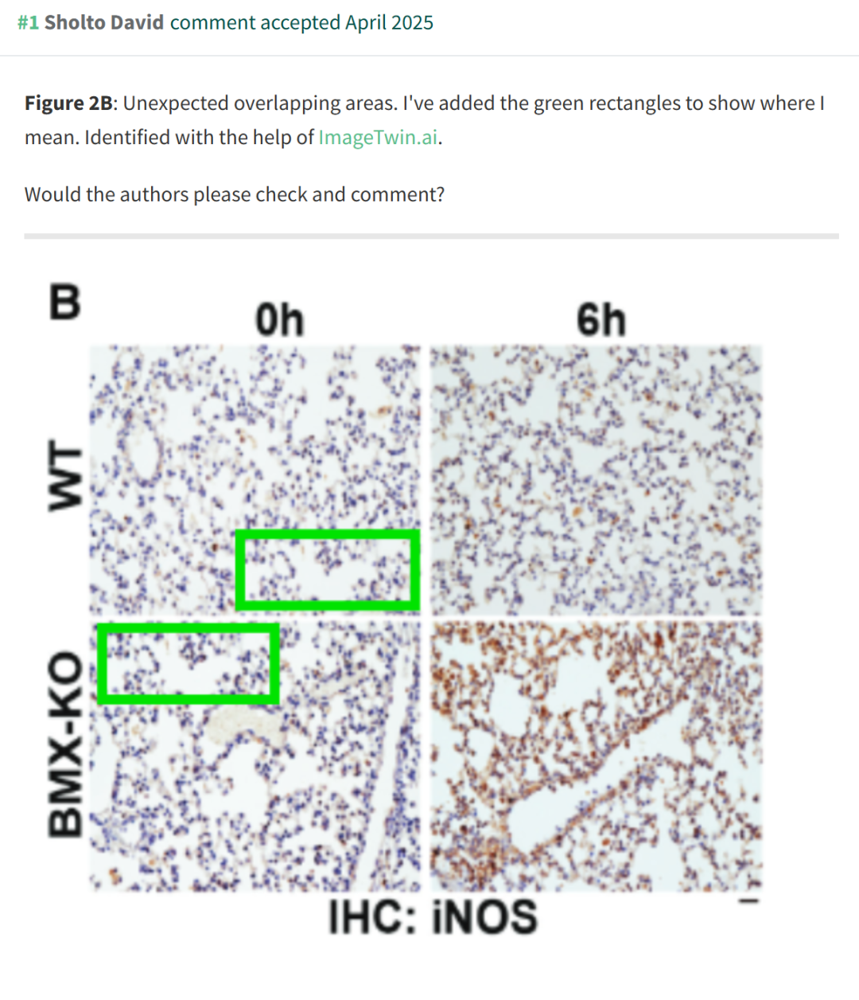 #1 Sholto David comment accepted April 2025
Figure 2B: Unexpected overlapping areas. I've added the green rectangles to show where I
mean. Identified with the help of ImageTwin.ai.
Would the authors please check and comment?
B
0h
6h
WT
BMX-KO
IHC: iNOS